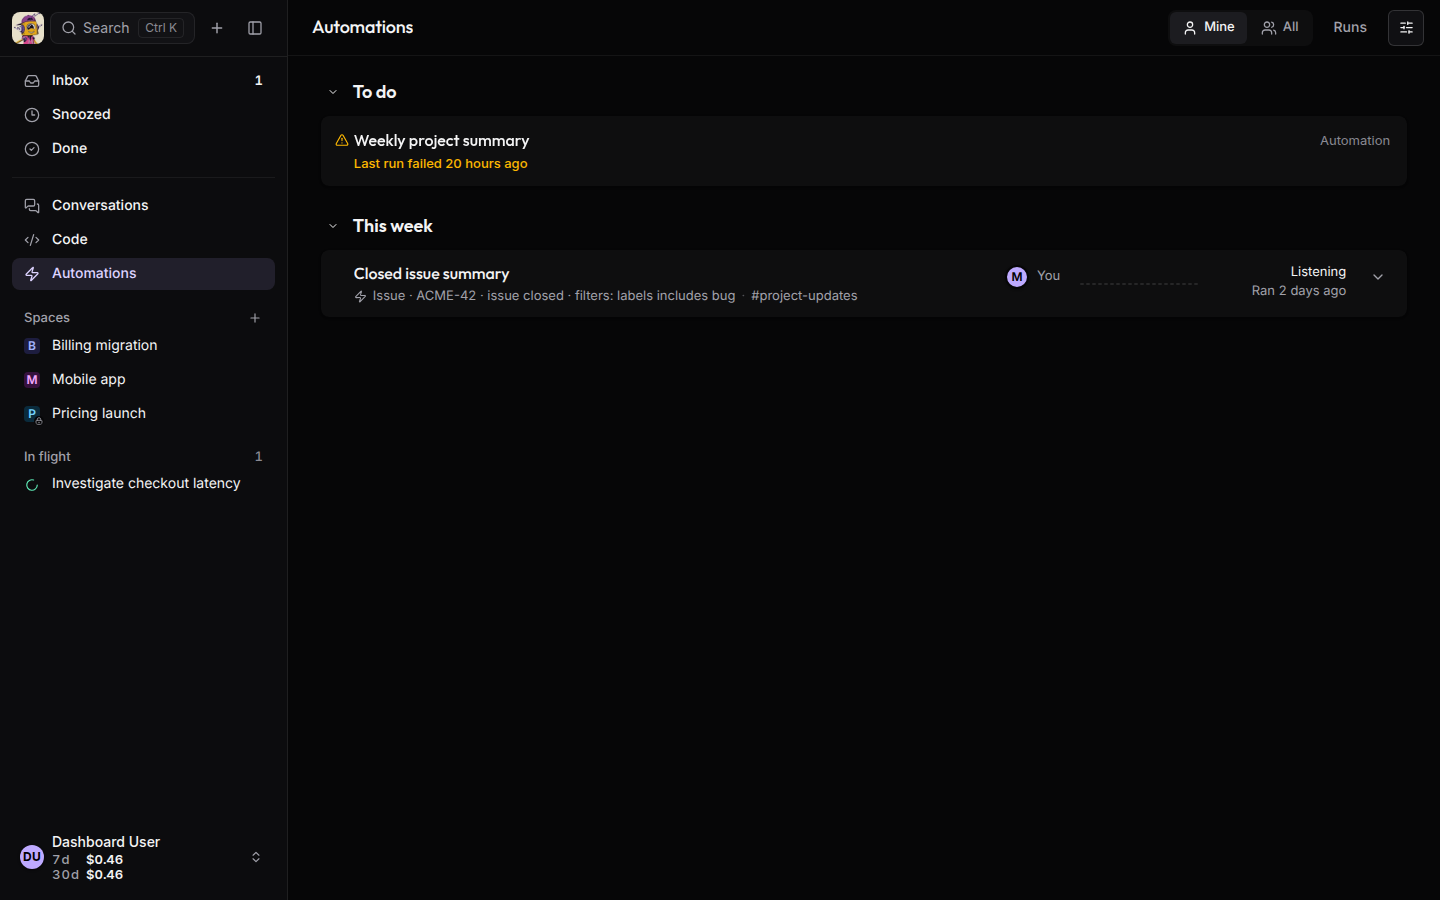 Search Ctrl K
Inbox 1
Snoozed
Done
Conversations
Code
Automations
Spaces
B Billing migration
M Mobile app
P Pricing launch
In flight 1
Investigate checkout latency
DU Dashboard User
7d $0.46
30d $0.46
Automations
Mine All Runs
To do
Weekly project summary Automation
Last run failed 20 hours ago
This week
Closed issue summary
Issue · ACME-42 · issue closed · filters: labels includes bug · #project-updates
M You
Listening
Ran 2 days ago